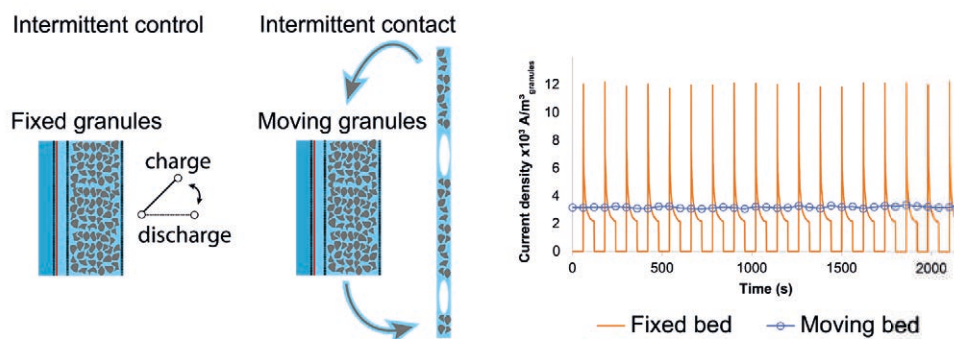 Intermittent control
Intermittent contact
Fixed granules
Moving granules
charge
discharge
Current density x10³ A/m³granules
12
10
8
6
4
2
0
0 500 1000 1500 2000
Time (s)
Fixed bed Moving bed